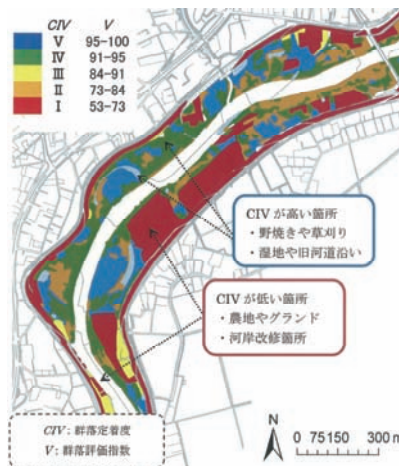 CIV V
V 95-100
IV 91-95
III 84-91
II 73-84
I 53-73
CIVが高い箇所
・野焼きや草刈り
・湿地や旧河道沿い
CIVが低い箇所
・農地やグランド
・河岸改修箇所
CIV: 群落定着度
V: 群落評価指数
N
0 75 150 300 m